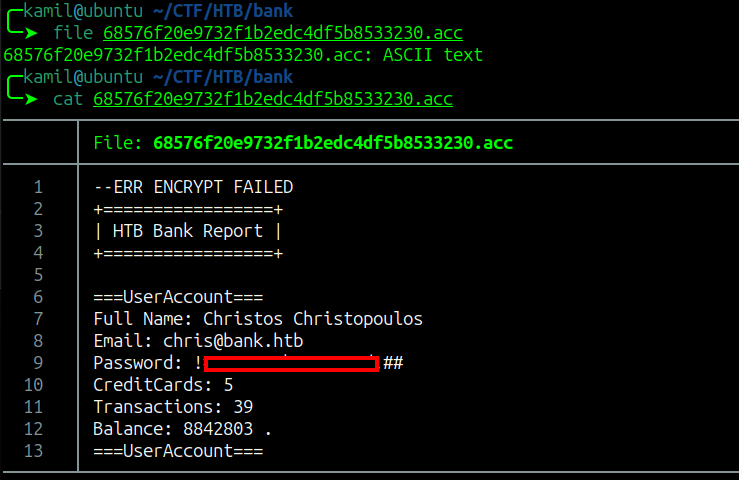 kamil@ubuntu ~/CTF/HTB/bank
➤ file 68576f20e9732f1b2edc4df5b8533230.acc
68576f20e9732f1b2edc4df5b8533230.acc: ASCII text
kamil@ubuntu ~/CTF/HTB/bank
➤ cat 68576f20e9732f1b2edc4df5b8533230.acc
File: 68576f20e9732f1b2edc4df5b8533230.acc
1 --ERR ENCRYPT FAILED
2 +=================+
3 | HTB Bank Report |
4 +=================+
5
6 ===UserAccount===
7 Full Name: Christos Christopoulos
8 Email: chris@bank.htb
9 Password: ! ##
10 CreditCards: 5
11 Transactions: 39
12 Balance: 8842803 .
13 ===UserAccount===